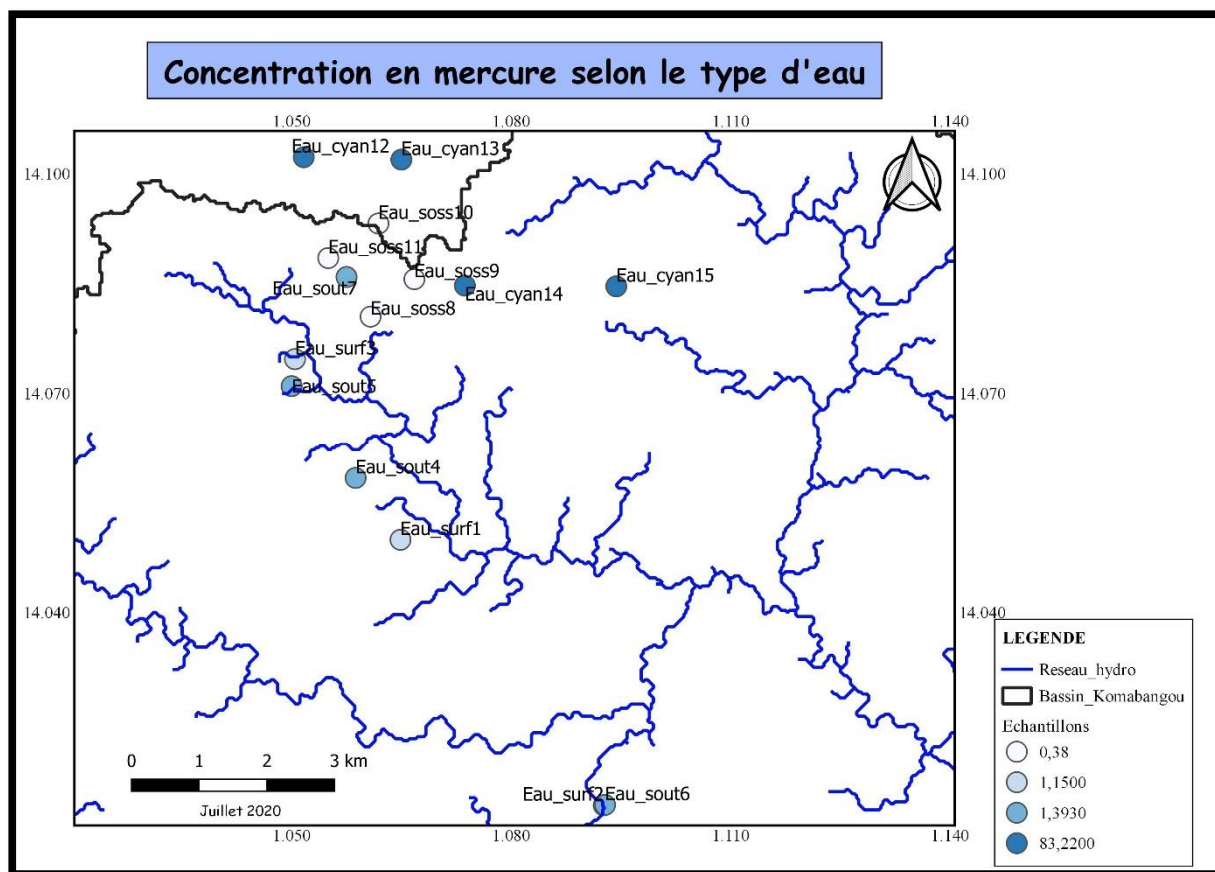 Concentration en mercure selon le type d'eau
1.050 1.080 1.110 1.140
Eau_cyan12 Eau_cyan13
14.100 14.100
Eau_soss10
Eau_soss11
Eau_soss9
Eau_sout7 Eau_cyan14 Eau_cyan15
Eau_soss8
Eau_surf3
Eau_sout5
14.070 14.070
Eau_sout4
Eau_surf1
14.040 14.040
LEGENDE
Reseau_hydro
Bassin_Komabangou
Echantillons
0,38
1,1500
1,3930
83,2200
0 1 2 3 km
Juillet 2020
Eau_surf2 Eau_sout6
1.050 1.080 1.110 1.140